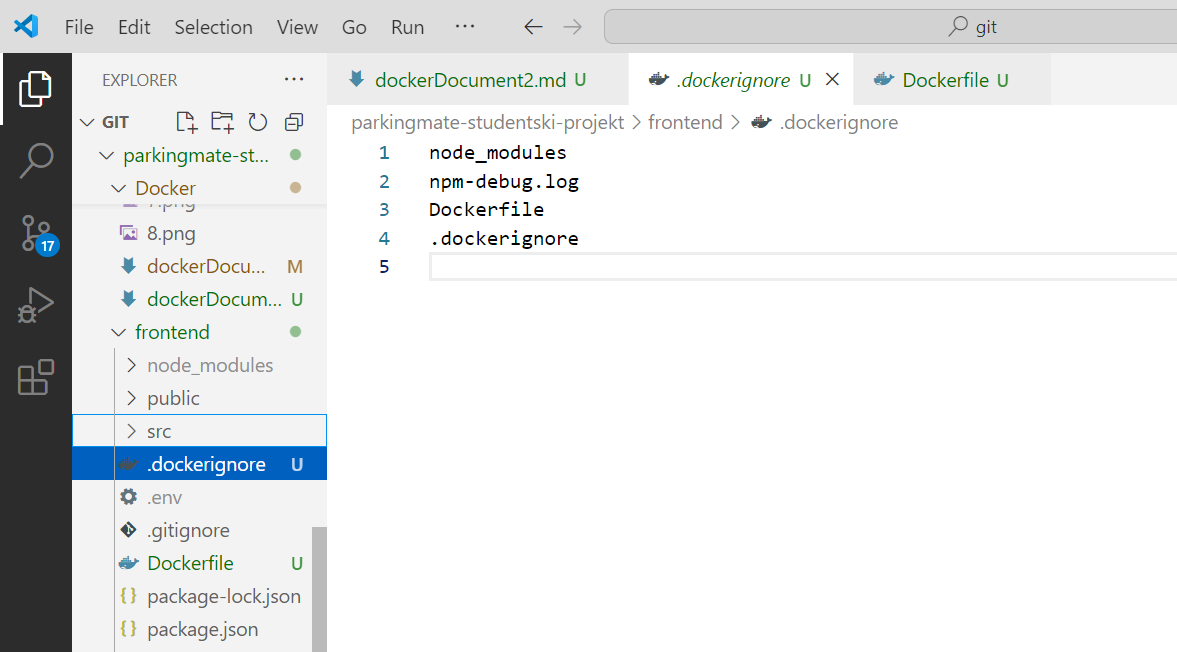 File Edit Selection View Go Run ··· git
EXPLORER ···
GIT
parkingmate-st...
Docker
8.png
dockerDocu... M
dockerDocum... U
frontend
node_modules
public
src
.dockerignore U
.env
.gitignore
Dockerfile U
package-lock.json
package.json
17
dockerDocument2.md U .dockerignore U Dockerfile U
parkingmate-studentski-projekt > frontend > .dockerignore
1 node_modules
2 npm-debug.log
3 Dockerfile
4 .dockerignore
5